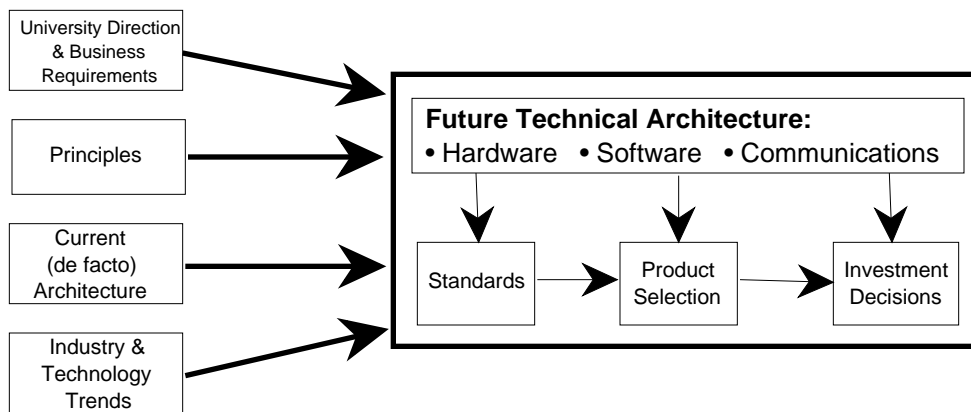 University Direction
& Business
Requirements
Principles
Current
(de facto)
Architecture
Industry &
Technology
Trends
Future Technical Architecture:
• Hardware • Software • Communications
Standards
Product
Selection
Investment
Decisions